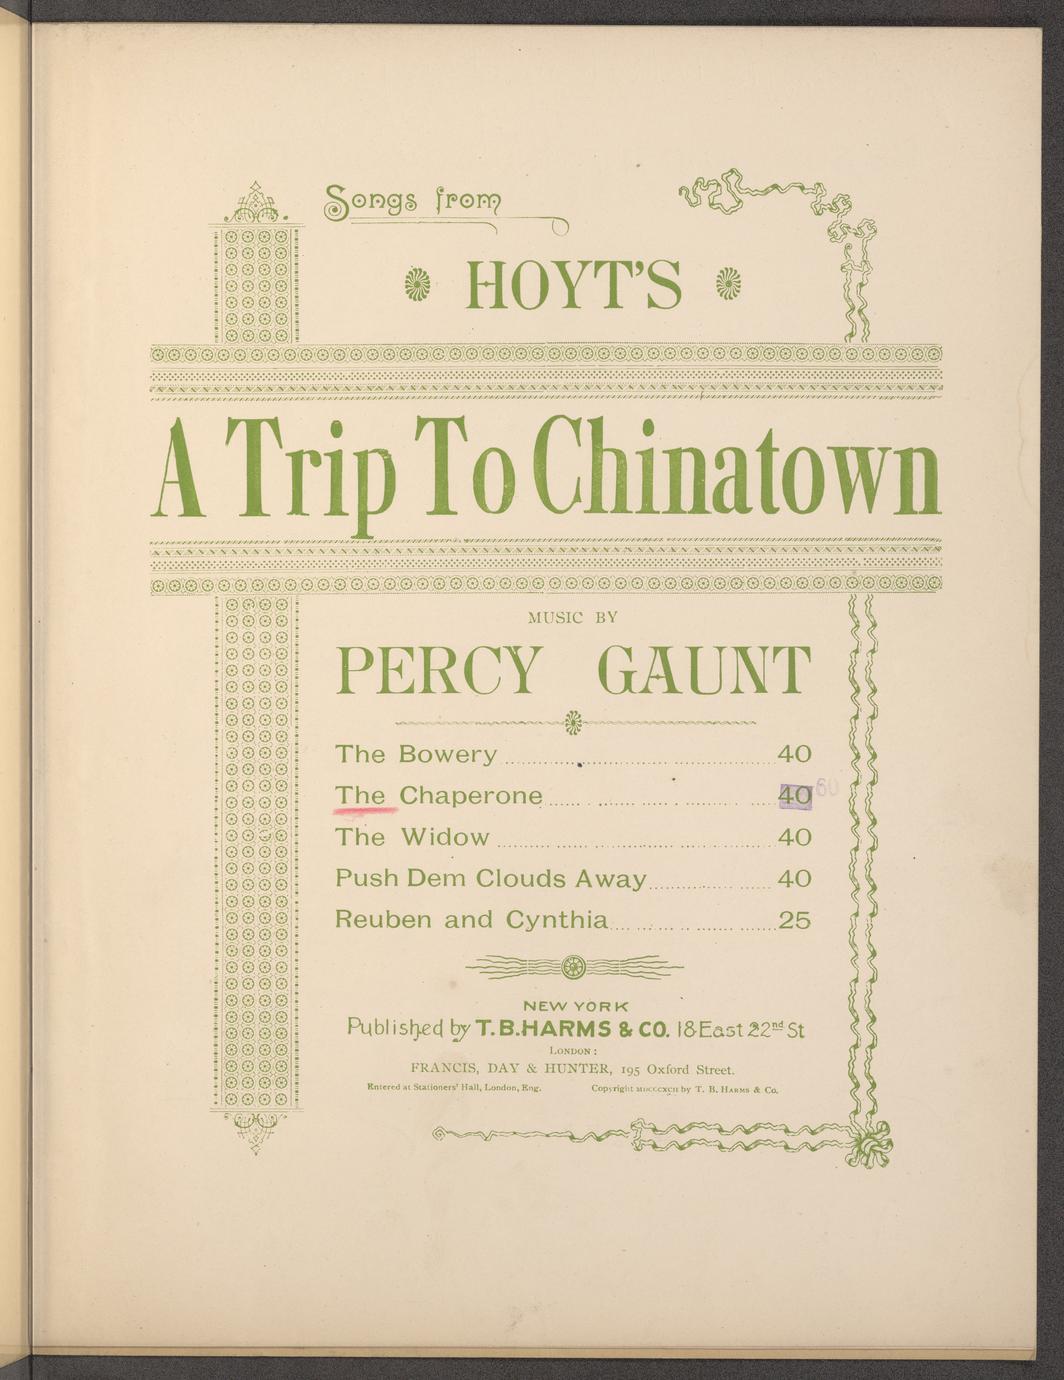 Songs from
HOYT'S
A Trip To Chinatown
MUSIC BY
PERCY GAUNT
The Bowery 40
The Chaperone 40 60
The Widow 40
Push Dem Clouds Away 40
Reuben and Cynthia 25
NEW YORK
Published by T. B. HARMS & CO. 18 East 22nd St
LONDON:
FRANCIS, DAY & HUNTER, 195 Oxford Street.
Entered at Stationers' Hall, London, Eng. Copyright MDCCCXCII by T. B. HARMS & Co.